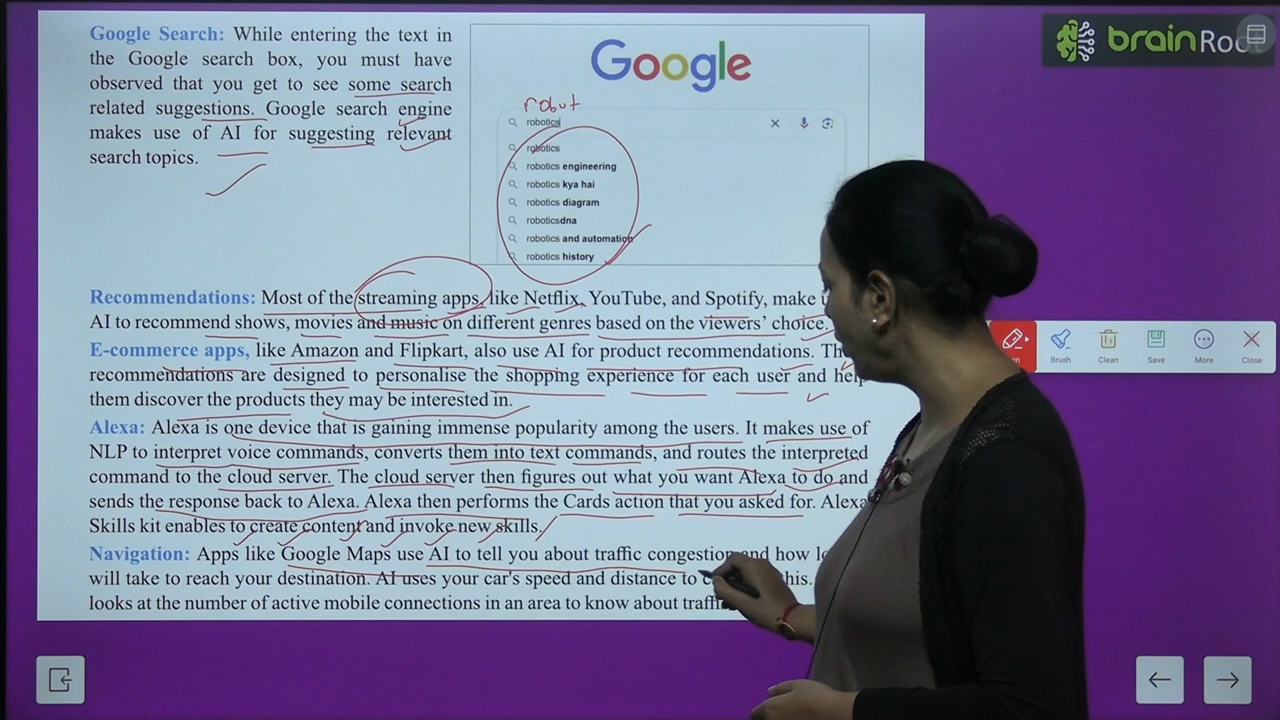 Google Search: While entering the text in
the Google search box, you must have
observed that you get to see some search
related suggestions. Google search engine
makes use of AI for suggesting relevant
search topics.
Google
robut
robotics
robotics
robotics engineering
robotics kya hai
robotics diagram
roboticsdna
robotics and automation
robotics history
brainRoot
Recommendations: Most of the streaming apps, like Netflix, YouTube, and Spotify, make
AI to recommend shows, movies and music on different genres based on the viewers' choice.
E-commerce apps, like Amazon and Flipkart, also use AI for product recommendations.
recommendations are designed to personalise the shopping experience for each user and help
them discover the products they may be interested in.
Alexa: Alexa is one device that is gaining immense popularity among the users. It makes use of
NLP to interpret voice commands, converts them into text commands, and routes the interpreted
command to the cloud server. The cloud server then figures out what you want Alexa to do and
sends the response back to Alexa. Alexa then performs the Cards action that you asked for. Alexa
Skills kit enables to create content and invoke new skills.
Navigation: Apps like Google Maps use AI to tell you about traffic congestion and how
will take to reach your destination. AI uses your car's speed and distance to this.
looks at the number of active mobile connections in an area to know about
Brush
Clean
Save
More
Close